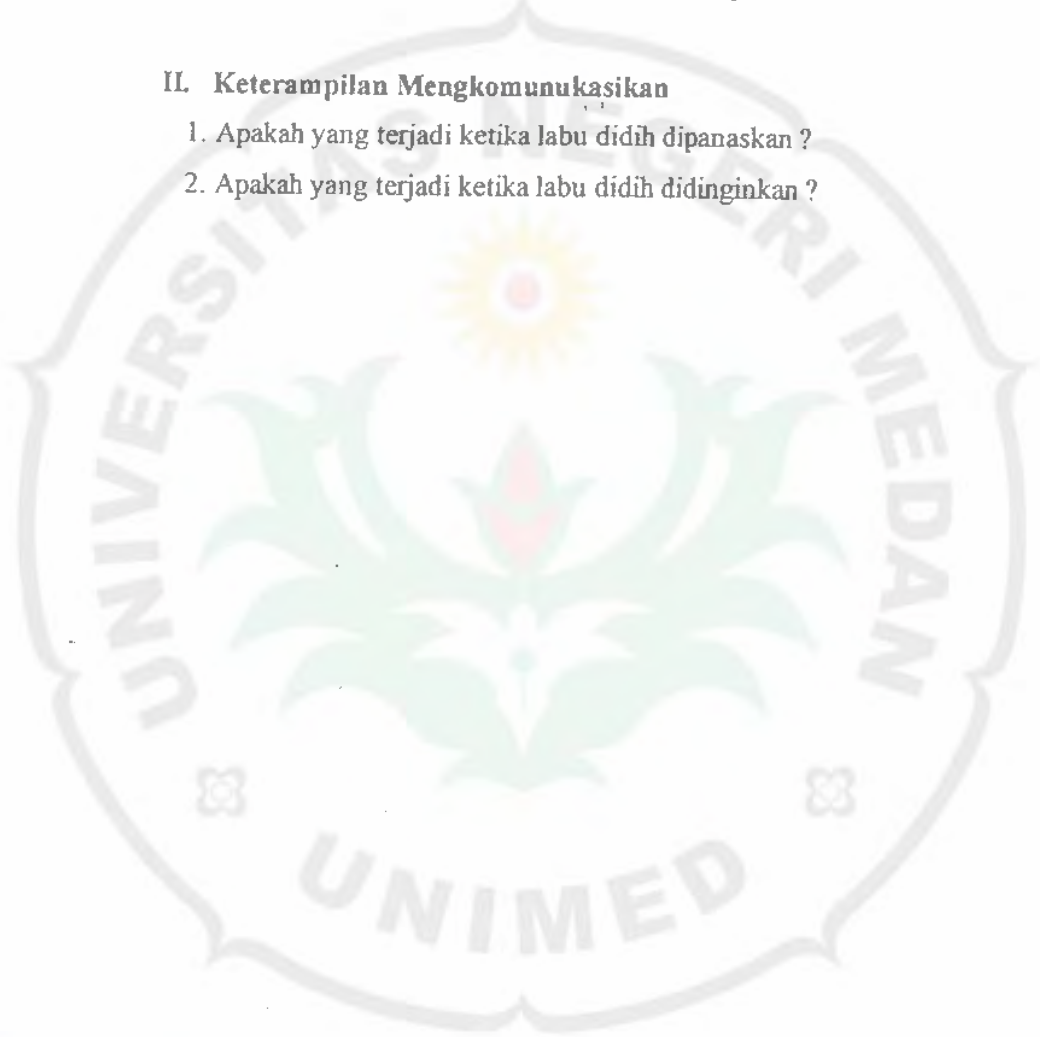 II. Keterampilan Mengkomunukasikan
1. Apakah yang terjadi ketika labu didih dipanaskan ?
2. Apakah yang terjadi ketika labu didih didinginkan ?
UNIVERSITAS NEGERI MEDAN
UNIMED